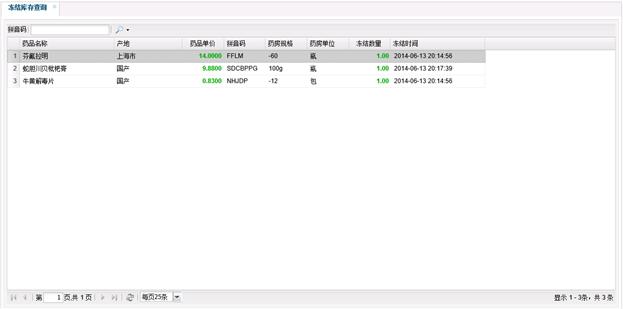 冻结库存查询
拼音码:
药品名称 产地 药品单价 拼音码 药房规格 药房单位 冻结数量 冻结时间
1 芬氟拉明 上海市 14.0000 FFLM -60 瓶 1.00 2014-06-13 20:14:56
2 蛇胆川贝枇杷膏 国产 9.8800 SDCBPPG 100g 瓶 1.00 2014-06-13 20:17:39
3 牛黄解毒片 国产 0.8300 NHJDP -12 包 1.00 2014-06-13 20:14:56
第 1 页,共 1 页 每页25条 显示 1 - 3条，共 3 条